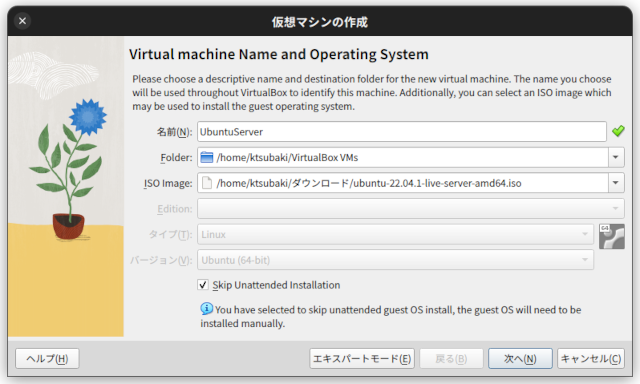 仮想マシンの作成
Virtual machine Name and Operating System
Please choose a descriptive name and destination folder for the new virtual machine. The name you choose
will be used throughout VirtualBox to identify this machine. Additionally, you can select an ISO image which
may be used to install the guest operating system.
名前(N): UbuntuServer
Folder: /home/ktsubaki/VirtualBox VMs
ISO Image: /home/ktsubaki/ダウンロード/ubuntu-22.04.1-live-server-amd64.iso
Edition:
タイプ(T): Linux 64
バージョン(V): Ubuntu (64-bit)
Skip Unattended Installation
You have selected to skip unattended guest OS install, the guest OS will need to
be installed manually.
ヘルプ(H) エキスパートモード(E) 戻る(B) 次へ(N) キャンセル(C)